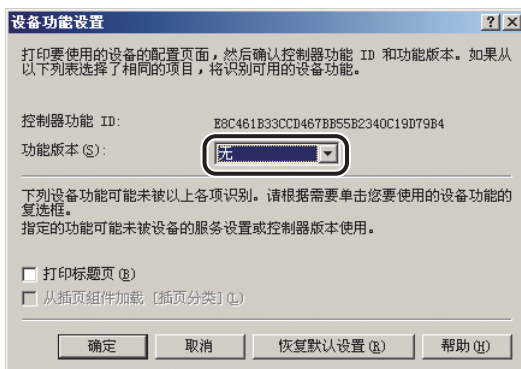 设备功能设置
打印要使用的设备的配置页面，然后确认控制器功能 ID 和功能版本。如果从
以下列表选择了相同的项目，将识别可用的设备功能。
控制器功能 ID:
E8C461B33CCD467BB55B2340C19D79B4
功能版本(S):
无
下列设备功能可能未被以上各项识别。请根据需要单击您要使用的设备功能的
复选框。
指定的功能可能未被设备的服务设置或控制器版本使用。
打印标题页(B)
从插页组件加载 [插页分类](L)
确定
取消
恢复默认设置(R)
帮助(H)